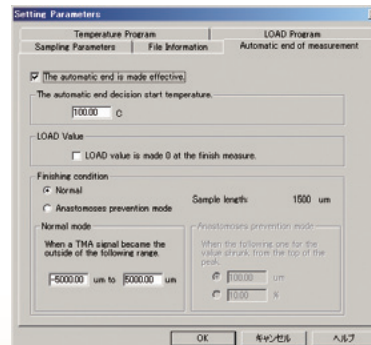 Setting Parameters
Temperature Program
LOAD Program
Sampling Parameters
File Information
Automatic end of measurement
The automatic end is made effective.
The automatic end decision start temperature.
100.00 C
LOAD Value
LOAD value is made 0 at the finish measure.
Finishing condition
Normal
Anastomoses prevention mode
Sample length: 1500 um
Normal mode
When a TMA signal became the
outside of the following range.
-5000.00 um to 5000.00 um
Anastomoses prevention mode
When the following one for the
value shrunk from the top of the
peak.
100.00 um
10.00 %
OK
キャンセル
ヘルプ